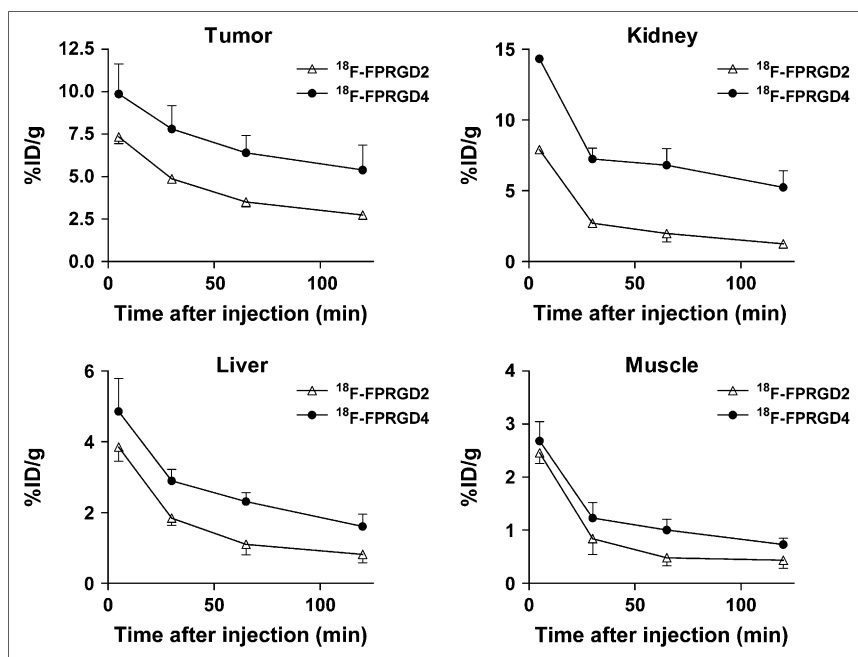 Tumor
12.5
10.0
7.5
5.0
2.5
0.0
%ID/g
18F-FPRGD2
18F-FPRGD4
0 50 100
Time after injection (min)
Kidney
15
10
5
0
%ID/g
18F-FPRGD2
18F-FPRGD4
0 50 100
Time after injection (min)
Liver
6
4
2
0
%ID/g
18F-FPRGD2
18F-FPRGD4
0 50 100
Time after injection (min)
Muscle
4
3
2
1
0
%ID/g
18F-FPRGD2
18F-FPRGD4
0 50 100
Time after injection (min)